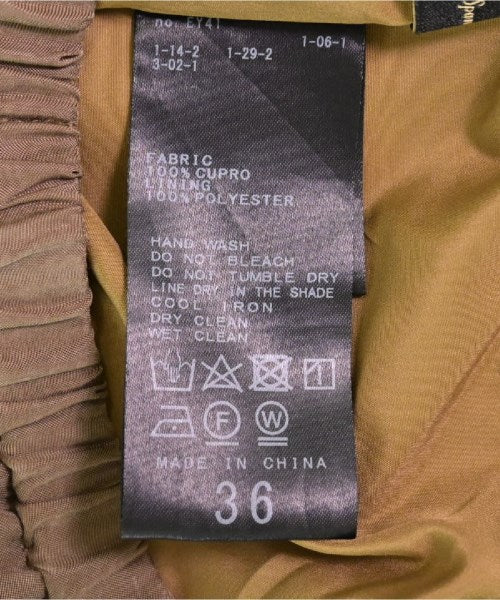 no. EY41
1-14-2 1-29-2 1-06-1
3-02-1
FABRIC
100% CUPRO
LINING
100% POLYESTER
HAND WASH
DO NOT BLEACH
DO NOT TUMBLE DRY
LINE DRY IN THE SHADE
COOL IRON
DRY CLEAN
WET CLEAN
F W
MADE IN CHINA
36